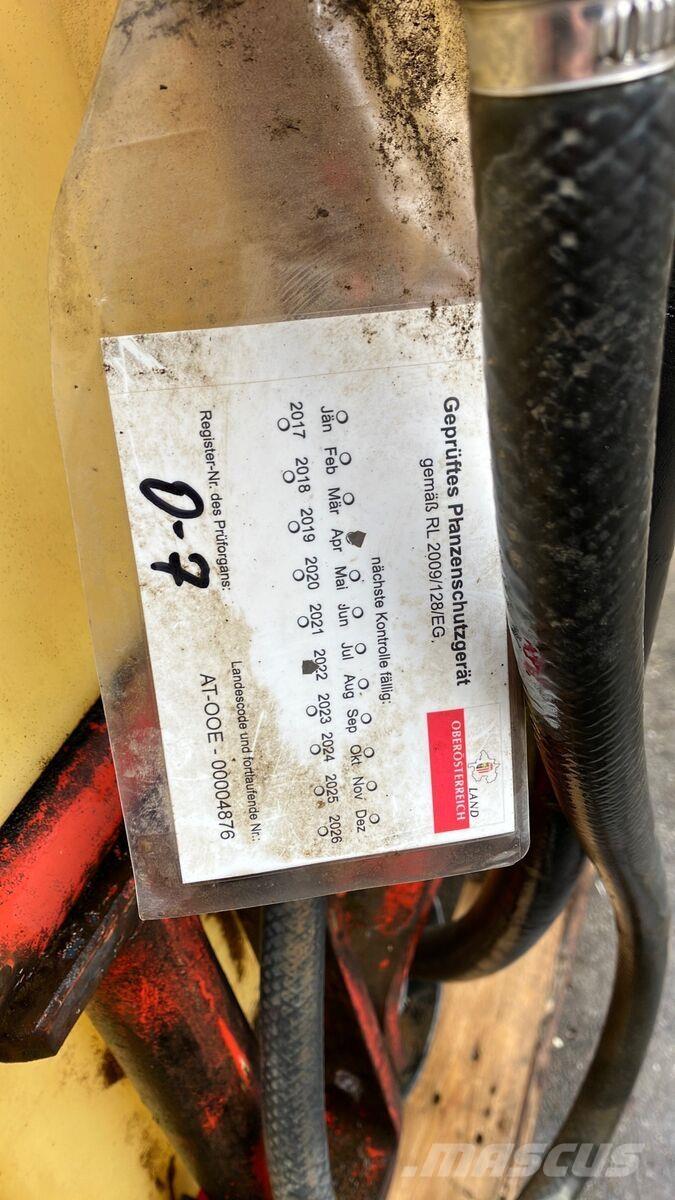 Geprüftes Pflanzenschutzgerät
gemäß RL 2009/128/EG,
LAND
OBERÖSTERREICH
nächste Kontrolle fällig:
Jän Feb Mär Apr Mai Jun Jul Aug Sep Okt Nov Dez
2017 2018 2019 2020 2021 2022 2023 2024 2025 2026
Register-Nr. des Prüforgans:
0-7
Landescode und fortlaufende Nr.:
AT-OOE - 00004876
MASCUS